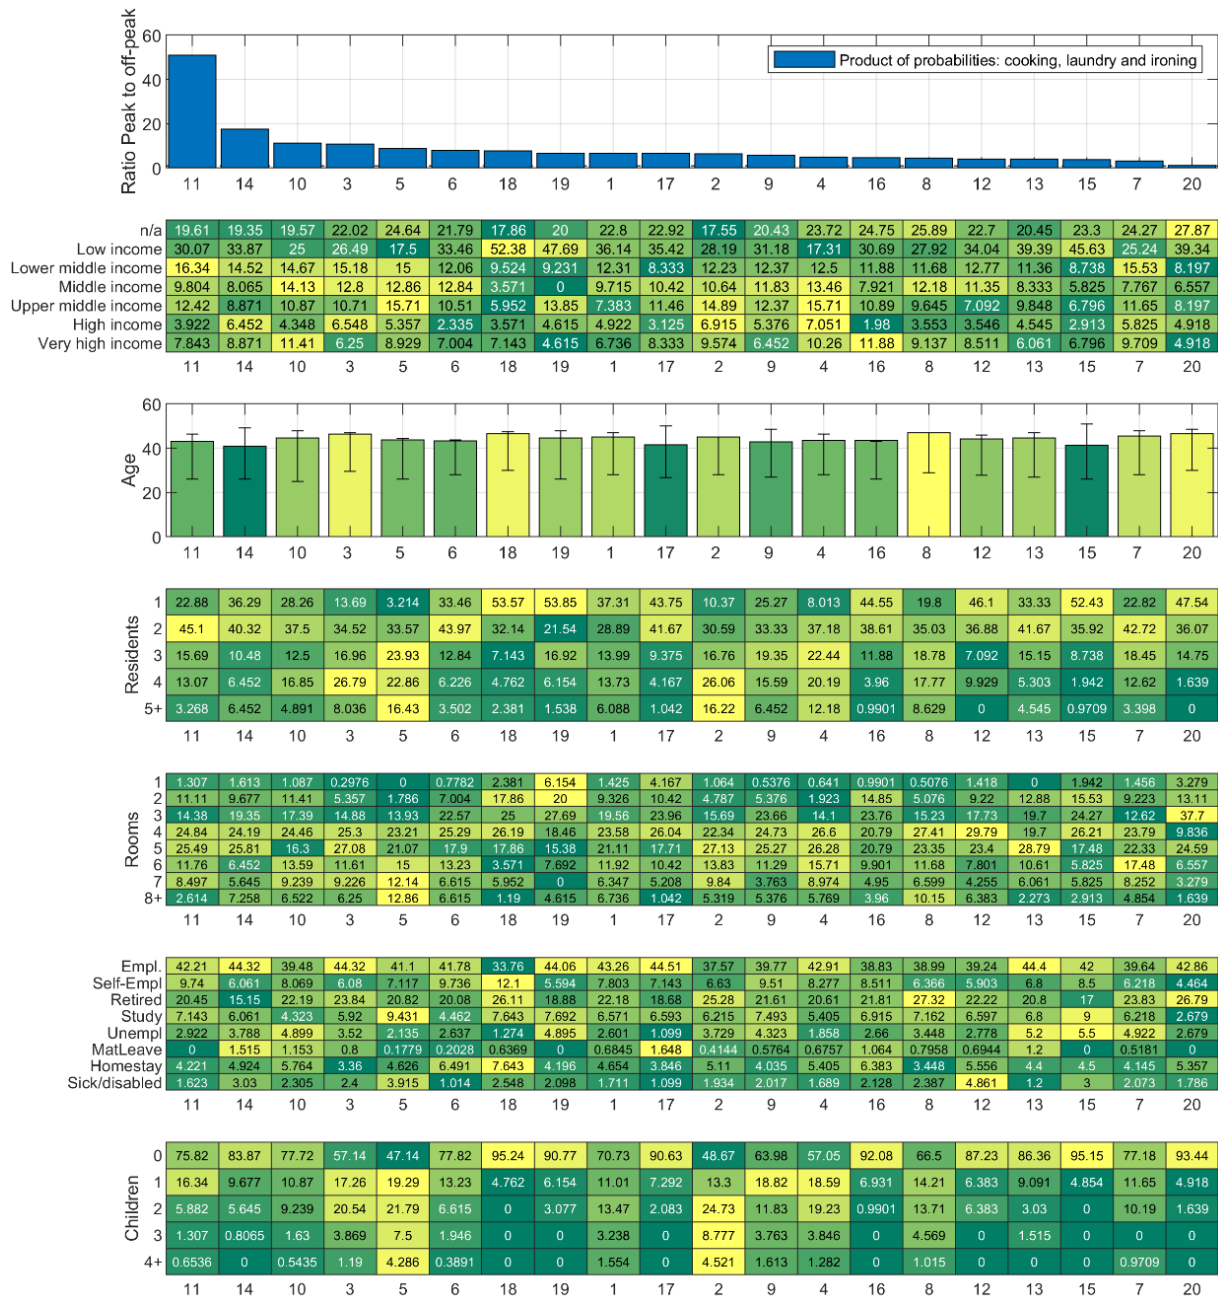 60
40
20
0
Ratio Peak to off-peak
Product of probabilities: cooking, laundry and ironing
11 14 10 3 5 6 18 19 1 17 2 9 4 16 8 12 13 15 7 20
n/a 19.61 19.35 19.57 22.02 24.64 21.79 17.86 20 22.8 22.92 17.55 20.43 23.72 24.75 25.89 22.7 20.45 23.3 24.27 27.87
Low income 30.07 33.87 25 26.49 17.5 33.46 52.38 47.69 36.14 35.42 28.19 31.18 17.31 30.69 27.92 34.04 39.39 45.63 25.24 39.34
Lower middle income 16.34 14.52 14.67 15.18 15 12.06 9.524 9.231 12.31 8.333 12.23 12.37 12.5 11.88 11.68 12.77 11.36 8.738 15.53 8.197
Middle income 9.804 8.065 14.13 12.8 12.86 12.84 3.571 0 9.715 10.42 10.64 11.83 13.46 7.921 12.18 11.35 8.333 5.825 7.767 6.557
Upper middle income 12.42 8.871 10.87 10.71 15.71 10.51 5.952 13.85 7.383 11.46 14.89 12.37 15.71 10.89 9.645 7.092 9.848 6.796 11.65 8.197
High income 3.922 6.452 4.348 6.548 5.357 2.335 3.571 4.615 4.922 3.125 6.915 5.376 7.051 1.98 3.553 3.546 4.545 2.913 5.825 4.918
Very high income 7.843 8.871 11.41 6.25 8.929 7.004 7.143 4.615 6.736 8.333 9.574 6.452 10.26 11.88 9.137 8.511 6.061 6.796 9.709 4.918
11 14 10 3 5 6 18 19 1 17 2 9 4 16 8 12 13 15 7 20
60
40
20
0
Age
11 14 10 3 5 6 18 19 1 17 2 9 4 16 8 12 13 15 7 20
Residents
1 22.88 36.29 28.26 13.69 3.214 33.46 53.57 53.85 37.31 43.75 10.37 25.27 8.013 44.55 19.8 46.1 33.33 52.43 22.82 47.54
2 45.1 40.32 37.5 34.52 33.57 43.97 32.14 21.54 28.89 41.67 30.59 33.33 37.18 38.61 35.03 36.88 41.67 35.92 42.72 36.07
3 15.69 10.48 12.5 16.96 23.93 12.84 7.143 16.92 13.99 9.375 16.76 19.35 22.44 11.88 18.78 7.092 15.15 8.738 18.45 14.75
4 13.07 6.452 16.85 26.79 22.86 6.226 4.762 6.154 13.73 4.167 26.06 15.59 20.19 3.96 17.77 9.929 5.303 1.942 12.62 1.639
5+ 3.268 6.452 4.891 8.036 16.43 3.502 2.381 1.538 6.088 1.042 16.22 6.452 12.18 0.9901 8.629 0 4.545 0.9709 3.398 0
11 14 10 3 5 6 18 19 1 17 2 9 4 16 8 12 13 15 7 20
Rooms
1 1.307 1.613 1.087 0.2976 0 0.7782 2.381 6.154 1.425 4.167 1.064 0.5376 0.641 0.9901 0.5076 1.418 0 1.942 1.456 3.279
2 11.11 9.677 11.41 5.357 1.786 7.004 17.86 20 9.326 10.42 4.787 5.376 1.923 14.85 5.076 9.22 12.88 15.53 9.223 13.11
3 14.38 19.35 17.39 14.88 13.93 22.57 25 27.69 19.56 23.96 15.69 23.66 14.1 23.76 15.23 17.73 19.7 24.27 12.62 37.7
4 24.84 24.19 24.46 25.3 23.21 25.29 26.19 18.46 23.58 26.04 22.34 24.73 26.6 20.79 27.41 29.79 19.7 26.21 23.79 9.836
5 25.49 25.81 16.3 27.08 21.07 17.9 17.86 15.38 21.11 17.71 27.13 25.27 26.28 20.79 23.35 23.4 28.79 17.48 22.33 24.59
6 11.76 6.452 13.59 11.61 15 13.23 3.571 7.692 11.92 10.42 13.83 11.29 15.71 9.901 11.68 7.801 10.61 5.825 17.48 6.557
7 8.497 5.645 9.239 9.226 12.14 6.615 5.952 0 6.347 5.208 9.84 3.763 8.974 4.95 6.599 4.255 6.061 5.825 8.252 3.279
8+ 2.614 7.258 6.522 6.25 12.86 6.615 1.19 4.615 6.736 1.042 5.319 5.376 5.769 3.96 10.15 6.383 2.273 2.913 4.854 1.639
11 14 10 3 5 6 18 19 1 17 2 9 4 16 8 12 13 15 7 20
Empl. 42.21 44.32 39.48 44.32 41.1 41.78 33.76 44.06 43.26 44.51 37.57 39.77 42.91 38.83 38.99 39.24 44.4 42 39.64 42.86
Self-Empl 9.74 6.061 8.069 6.08 7.117 9.736 12.1 5.594 7.803 7.143 6.63 9.51 8.277 8.511 6.366 5.903 6.8 8.5 6.218 4.464
Retired 20.45 15.15 22.19 23.84 20.82 20.08 26.11 18.88 22.18 18.68 25.28 21.61 20.61 21.81 27.32 22.22 20.8 17 23.83 26.79
Study 7.143 6.061 4.323 5.92 9.431 4.462 7.643 7.692 6.571 6.593 6.215 7.493 5.405 6.915 7.162 6.597 6.8 9 6.218 2.679
Unempl 2.922 3.788 4.899 3.52 2.135 2.637 1.274 4.895 2.601 1.099 3.729 4.323 1.858 2.66 3.448 2.778 5.2 5.5 4.922 2.679
MatLeave 0 1.515 1.153 0.8 0.1779 0.2028 0.6369 0 0.6845 1.648 0.4144 0.5764 0.6757 1.064 0.7958 0.6944 1.2 0 0.5181 0
Homestay 4.221 4.924 5.764 3.36 4.626 6.491 7.643 4.196 4.654 3.846 5.11 4.035 5.405 6.383 3.448 5.556 4.4 4.5 4.145 5.357
Sick/disabled 1.623 3.03 2.305 2.4 3.915 1.014 2.548 2.098 1.711 1.099 1.934 2.017 1.689 2.128 2.387 4.861 1.2 3 2.073 1.786
11 14 10 3 5 6 18 19 1 17 2 9 4 16 8 12 13 15 7 20
Children
0 75.82 83.87 77.72 57.14 47.14 77.82 95.24 90.77 70.73 90.63 48.67 63.98 57.05 92.08 66.5 87.23 86.36 95.15 77.18 93.44
1 16.34 9.677 10.87 17.26 19.29 13.23 4.762 6.154 11.01 7.292 13.3 18.82 18.59 6.931 14.21 6.383 9.091 4.854 11.65 4.918
2 5.882 5.645 9.239 20.54 21.79 6.615 0 3.077 13.47 2.083 24.73 11.83 19.23 0.9901 13.71 6.383 3.03 0 10.19 1.639
3 1.307 0.8065 1.63 3.869 7.5 1.946 0 0 3.238 0 8.777 3.763 3.846 0 4.569 0 1.515 0 0 0
4+ 0.6536 0 0.5435 1.19 4.286 0.3891 0 0 1.554 0 4.521 1.613 1.282 0 1.015 0 0 0 0.9709 0
11 14 10 3 5 6 18 19 1 17 2 9 4 16 8 12 13 15 7 20